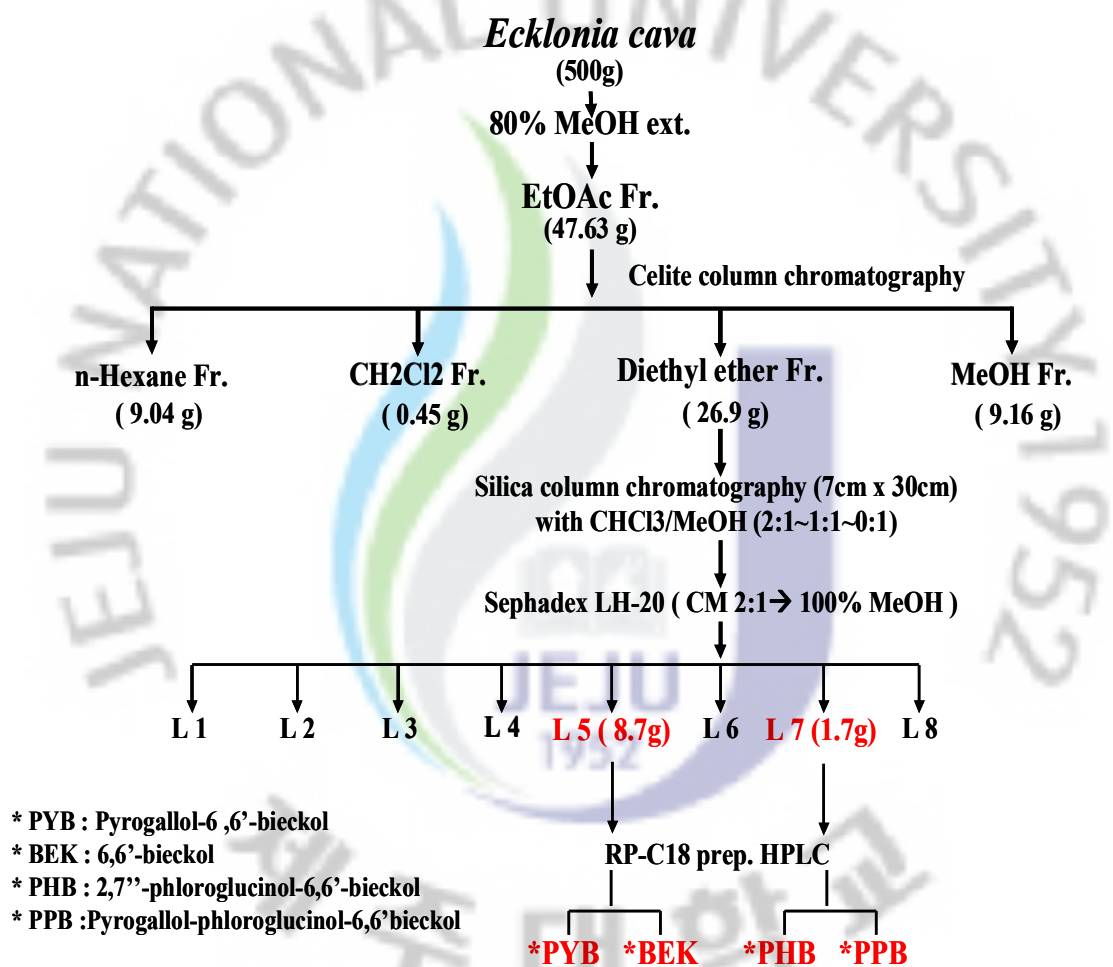 Ecklonia cava
(500g)
80% MeOH ext.
EtOAc Fr.
(47.63 g)
Celite column chromatography
n-Hexane Fr. CH2Cl2 Fr. Diethyl ether Fr. MeOH Fr.
( 9.04 g) ( 0.45 g) ( 26.9 g) ( 9.16 g)
Silica column chromatography (7cm x 30cm)
with CHCl3/MeOH (2:1~1:1~0:1)
Sephadex LH-20 ( CM 2:1→ 100% MeOH )
L 1 L 2 L 3 L 4 L 5 ( 8.7g) L 6 L 7 (1.7g) L 8
RP-C18 prep. HPLC
*PYB *BEK *PHB *PPB
* PYB : Pyrogallol-6 ,6’-bieckol
* BEK : 6,6’-bieckol
* PHB : 2,7’’-phloroglucinol-6,6’-bieckol
* PPB :Pyrogallol-phloroglucinol-6,6’bieckol
JEJU NATIONAL UNIVERSITY 1952
JEJU
1952